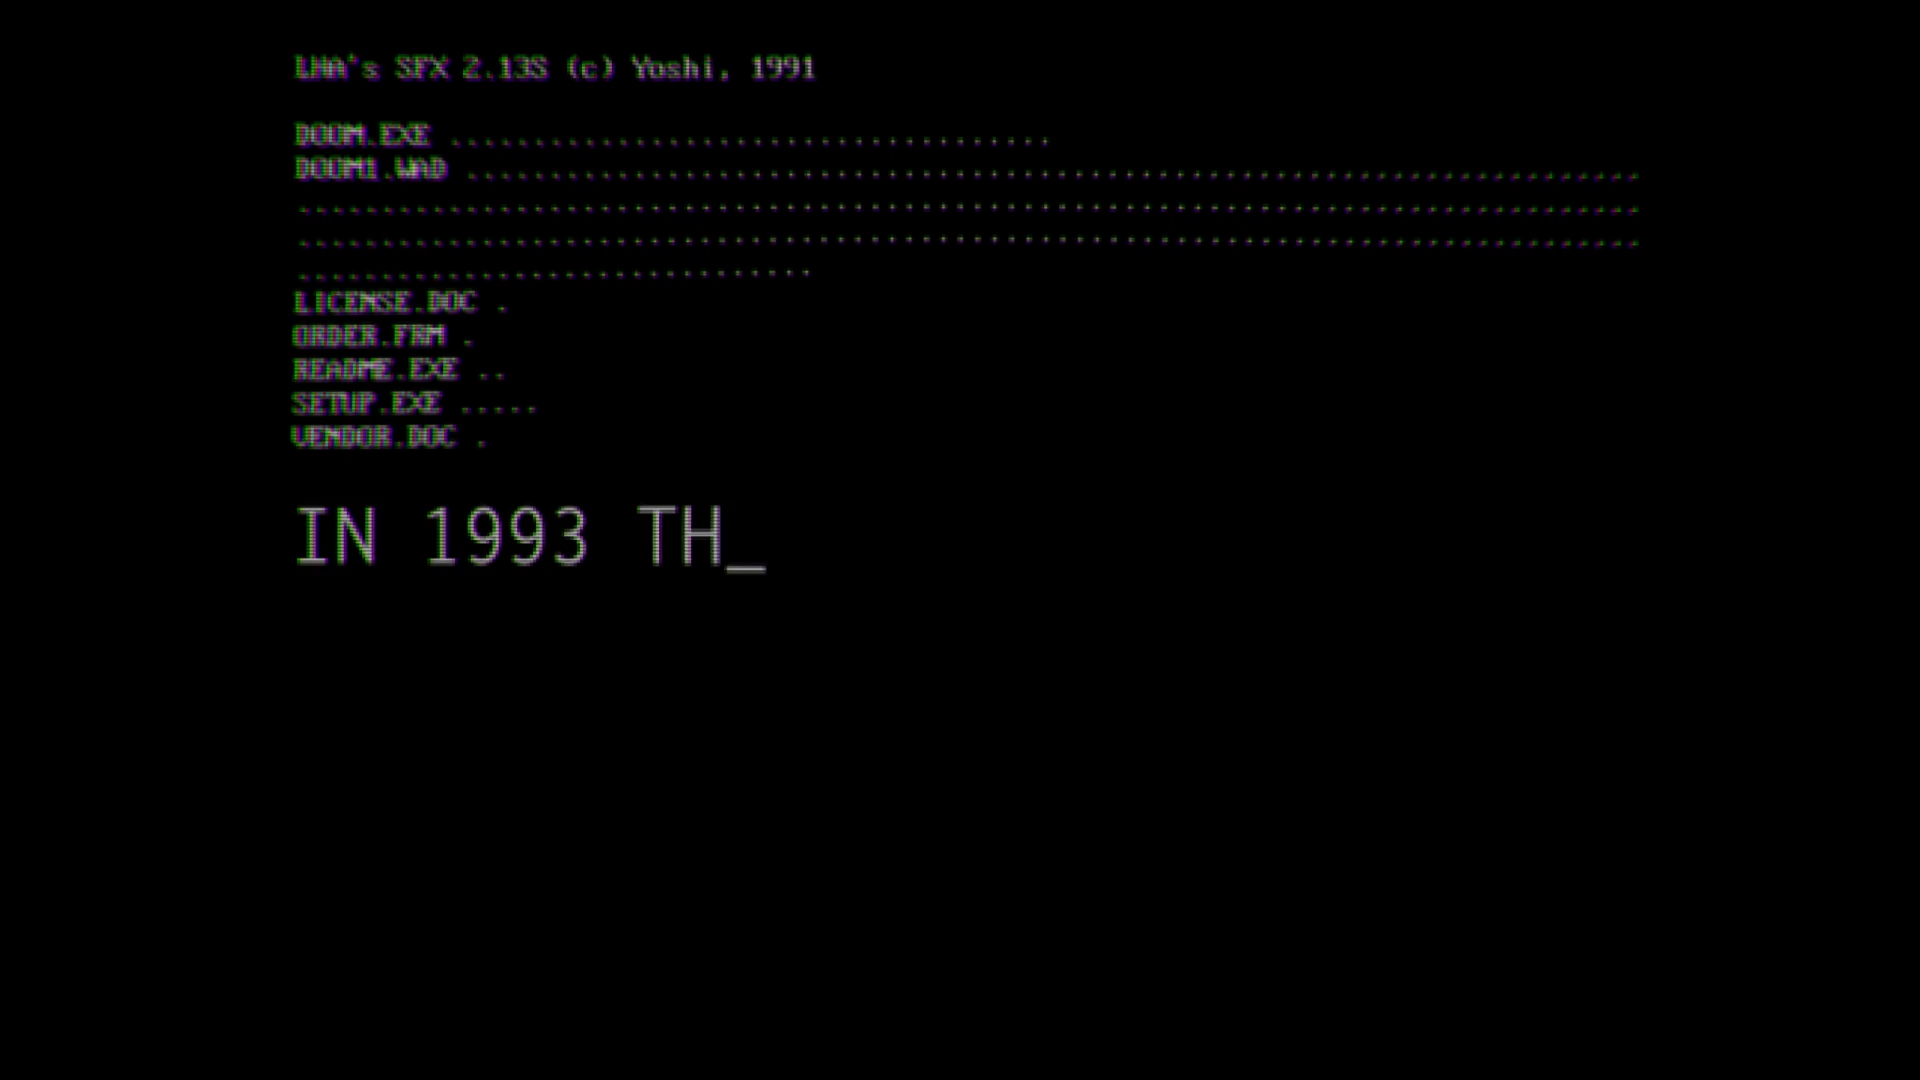 LHA's SFX 2.13S (c) Yoshi, 1991
DOOM.EXE ....................................
DOOM1.WAD ......................................................................
................................................................................
................................................................................
...............................
LICENSE.DOC .
ORDER.FRM .
README.EXE ..
SETUP.EXE .....
VENDOR.DOC .
IN 1993 TH_